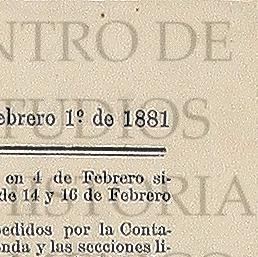 ebrero 1º de 1881
en 4 de Febrero si-
de 14 y 16 de Febrero
pedidos por la Conta-
nda y las secciones li-
NTRO DE
TUDIOS
HISTORIA